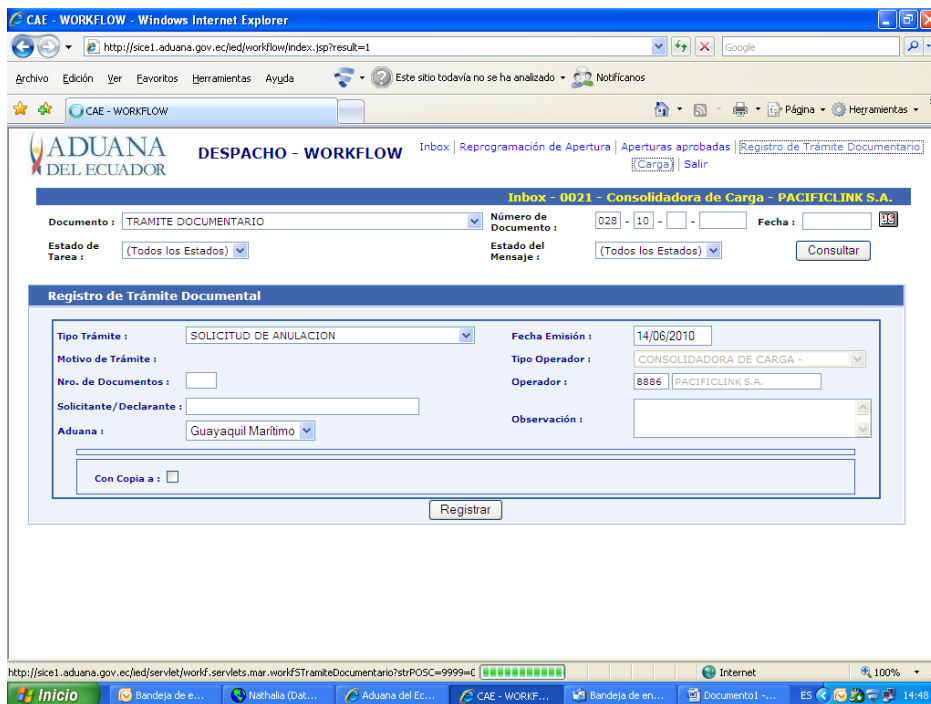 CAE - WORKFLOW - Windows Internet Explorer
http://sice1.aduana.gov.ec/ied/workflow/index.jsp?result=1
Google
Archivo Edición Ver Favoritos Herramientas Ayuda
Este sitio todavía no se ha analizado
Notifícanos
CAE - WORKFLOW
Página
Herramientas
ADUANA
DEL ECUADOR
DESPACHO - WORKFLOW
Inbox | Reprogramación de Apertura | Aperturas aprobadas | Registro de Trámite Documentario
(Carga) | Salir
Inbox - 0021 - Consolidadora de Carga - PACIFICLINK S.A.
Documento : TRAMITE DOCUMENTARIO
Número de
Documento : 028 - 10 - -
Fecha :
Estado de
Tarea : (Todos los Estados)
Estado del
Mensaje : (Todos los Estados)
Consultar
Registro de Trámite Documental
Tipo Trámite : SOLICITUD DE ANULACION
Fecha Emisión : 14/06/2010
Motivo de Trámite :
Tipo Operador : CONSOLIDADORA DE CARGA -
Nro. de Documentos :
Operador : 8886 PACIFICLINK S.A.
Solicitante/Declarante :
Observación :
Aduana : Guayaquil Marítimo
Con Copia a :
Registrar
http://sice1.aduana.gov.ec/ied/servlet/workf.servlets.mar.workfSTramiteDocumentario?strPOSC=9999=C
Internet
100%
Inicio
Bandeja de e...
Nathalia (Dat...
Aduana del Ec...
CAE - WORKF...
Bandeja de en...
Documento1 -...
ES
14:48